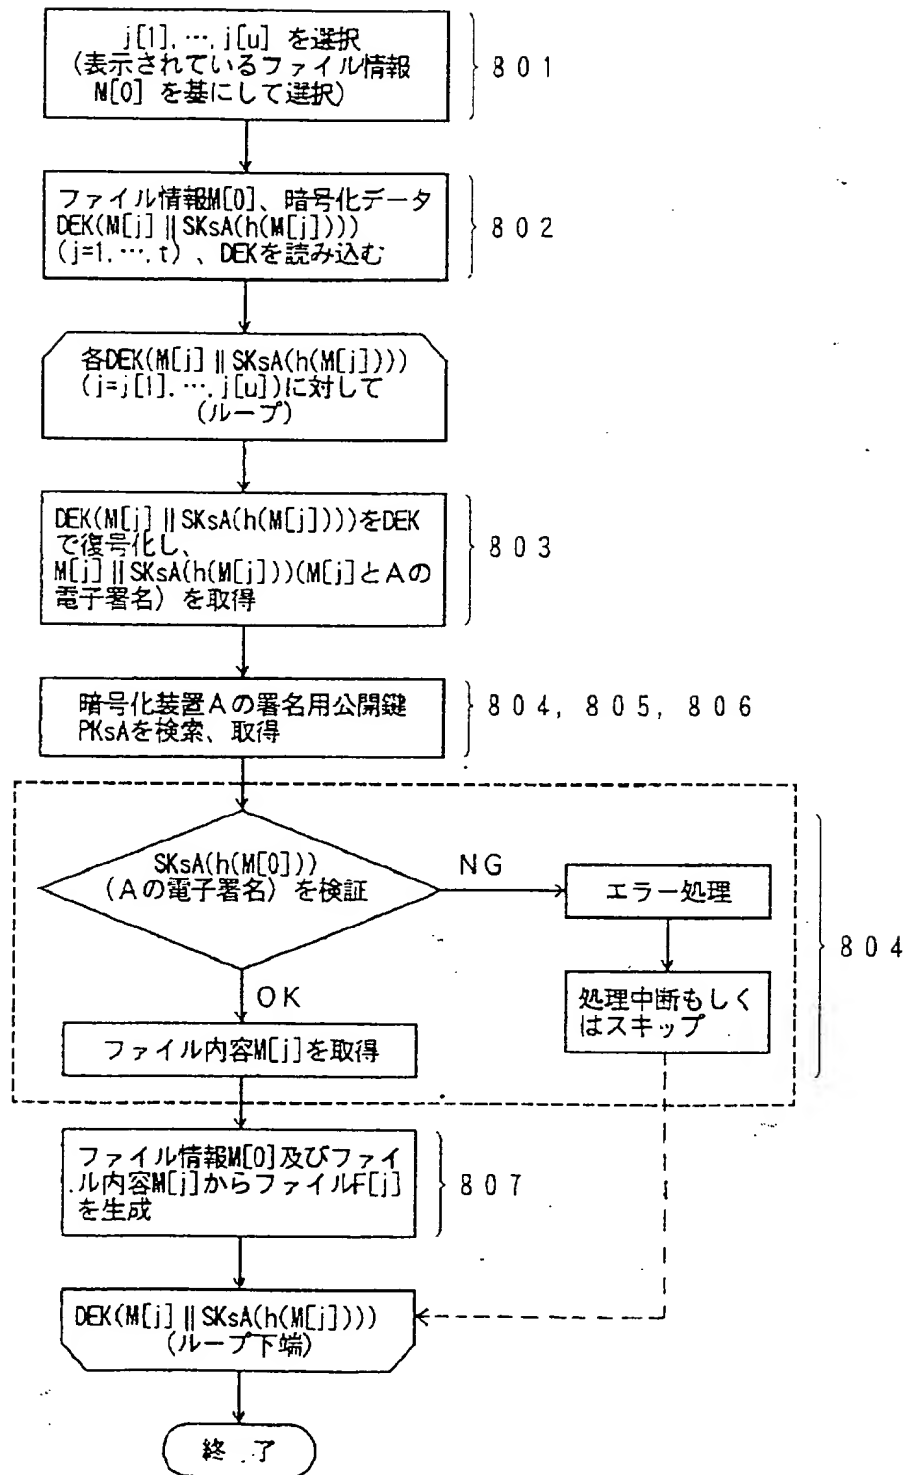 j[1],…,j[u] を選択
(表示されているファイル情報
M[0] を基にして選択)
801
ファイル情報M[0]、暗号化データ
DEK(M[j] || SKsA(h(M[j])))
(j=1,…,t) 、DEKを読み込む
802
各DEK(M[j] || SKsA(h(M[j])))
(j=j[1],…,j[u])に対して
(ループ)
DEK(M[j] || SKsA(h(M[j])))をDEK
で復号化し、
M[j] || SKsA(h(M[j]))(M[j]とAの
電子署名) を取得
803
暗号化装置Aの署名用公開鍵
PKsAを検索、取得
804, 805, 806
SKsA(h(M[0]))
(Aの電子署名) を検証
NG
エラー処理
OK
処理中断もしく
はスキップ
804
ファイル内容M[j]を取得
ファイル情報M[0]及びファイ
ル内容M[j]からファイルF[j]
を生成
807
DEK(M[j] || SKsA(h(M[j])))
(ループ下端)
終 了